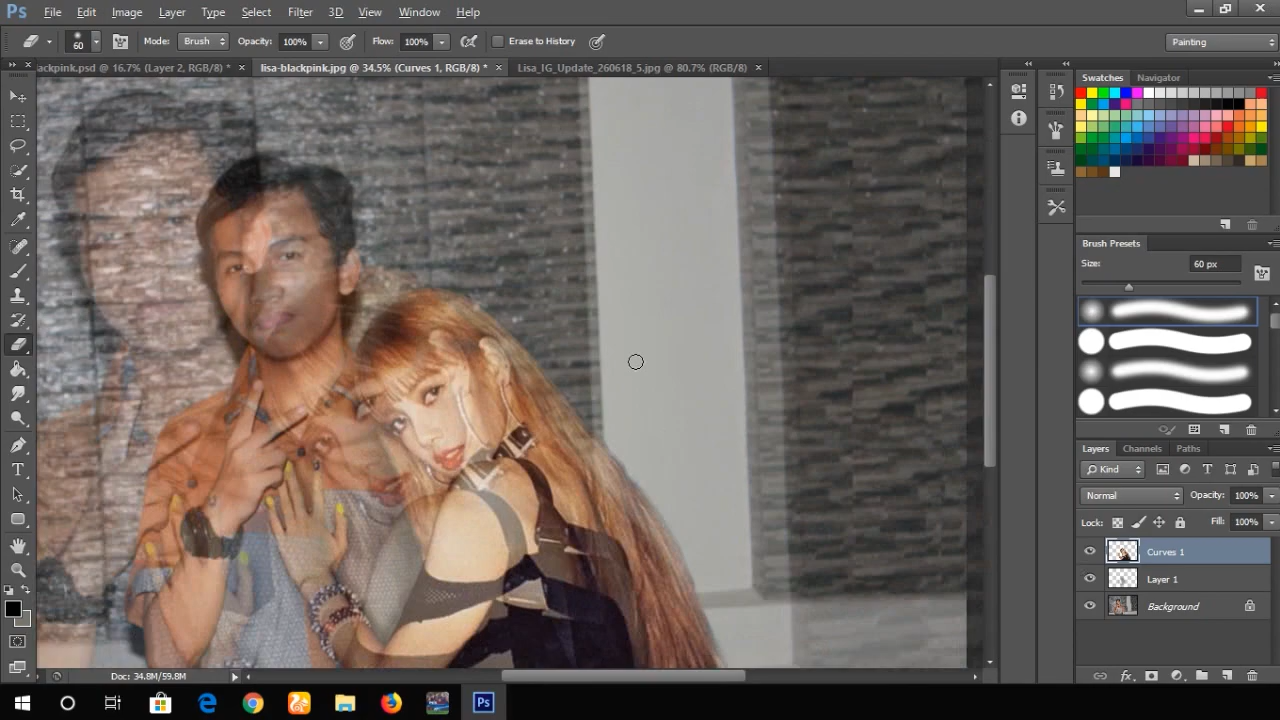 Ps File Edit Image Layer Type Select Filter 3D View Window Help
60 Mode: Brush Opacity: 100% Flow: 100% Erase to History Painting
ackpink.psd @ 16.7% (Layer 2, RGB/8) * × lisa-blackpink.jpg @ 34.5% (Curves 1, RGB/8) * × Lisa_IG_Update_260618_5.jpg @ 80.7% (RGB/8) ×
Swatches Navigator
Brush Presets
Size: 60 px
Layers Channels Paths
Kind
Normal Opacity: 100%
Lock: Fill: 100%
Curves 1
Layer 1
Background
Doc: 34.8M/59.8M
Ps